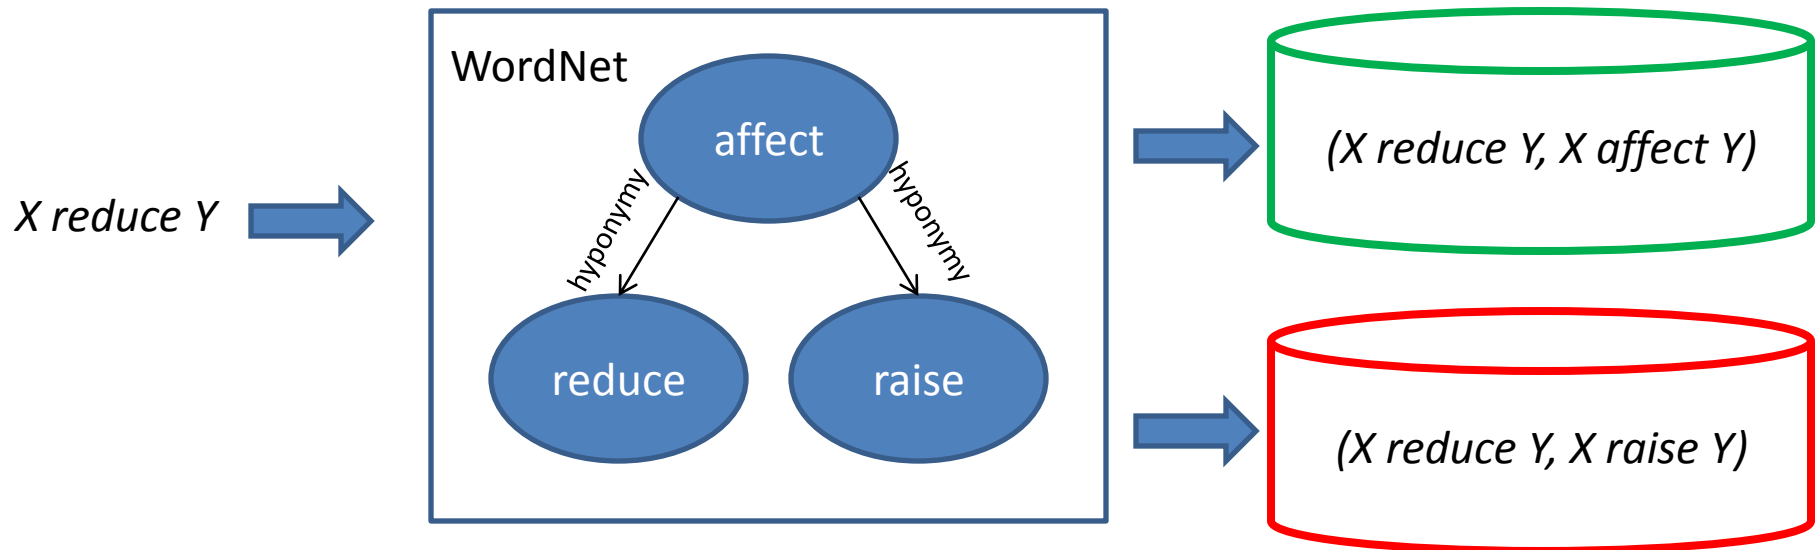 X reduce Y
WordNet
affect
hyponymy
hyponymy
reduce
raise
(X reduce Y, X affect Y)
(X reduce Y, X raise Y)